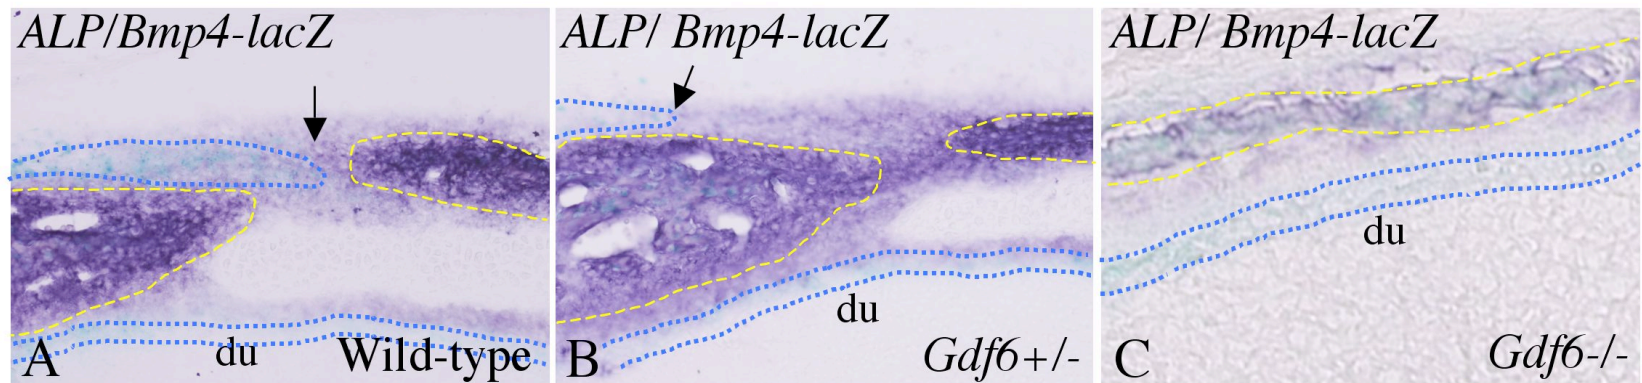 ALP/Bmp4-lacZ
du
A
Wild-type
ALP/ Bmp4-lacZ
du
B
Gdf6+/-
ALP/ Bmp4-lacZ
du
C
Gdf6-/-